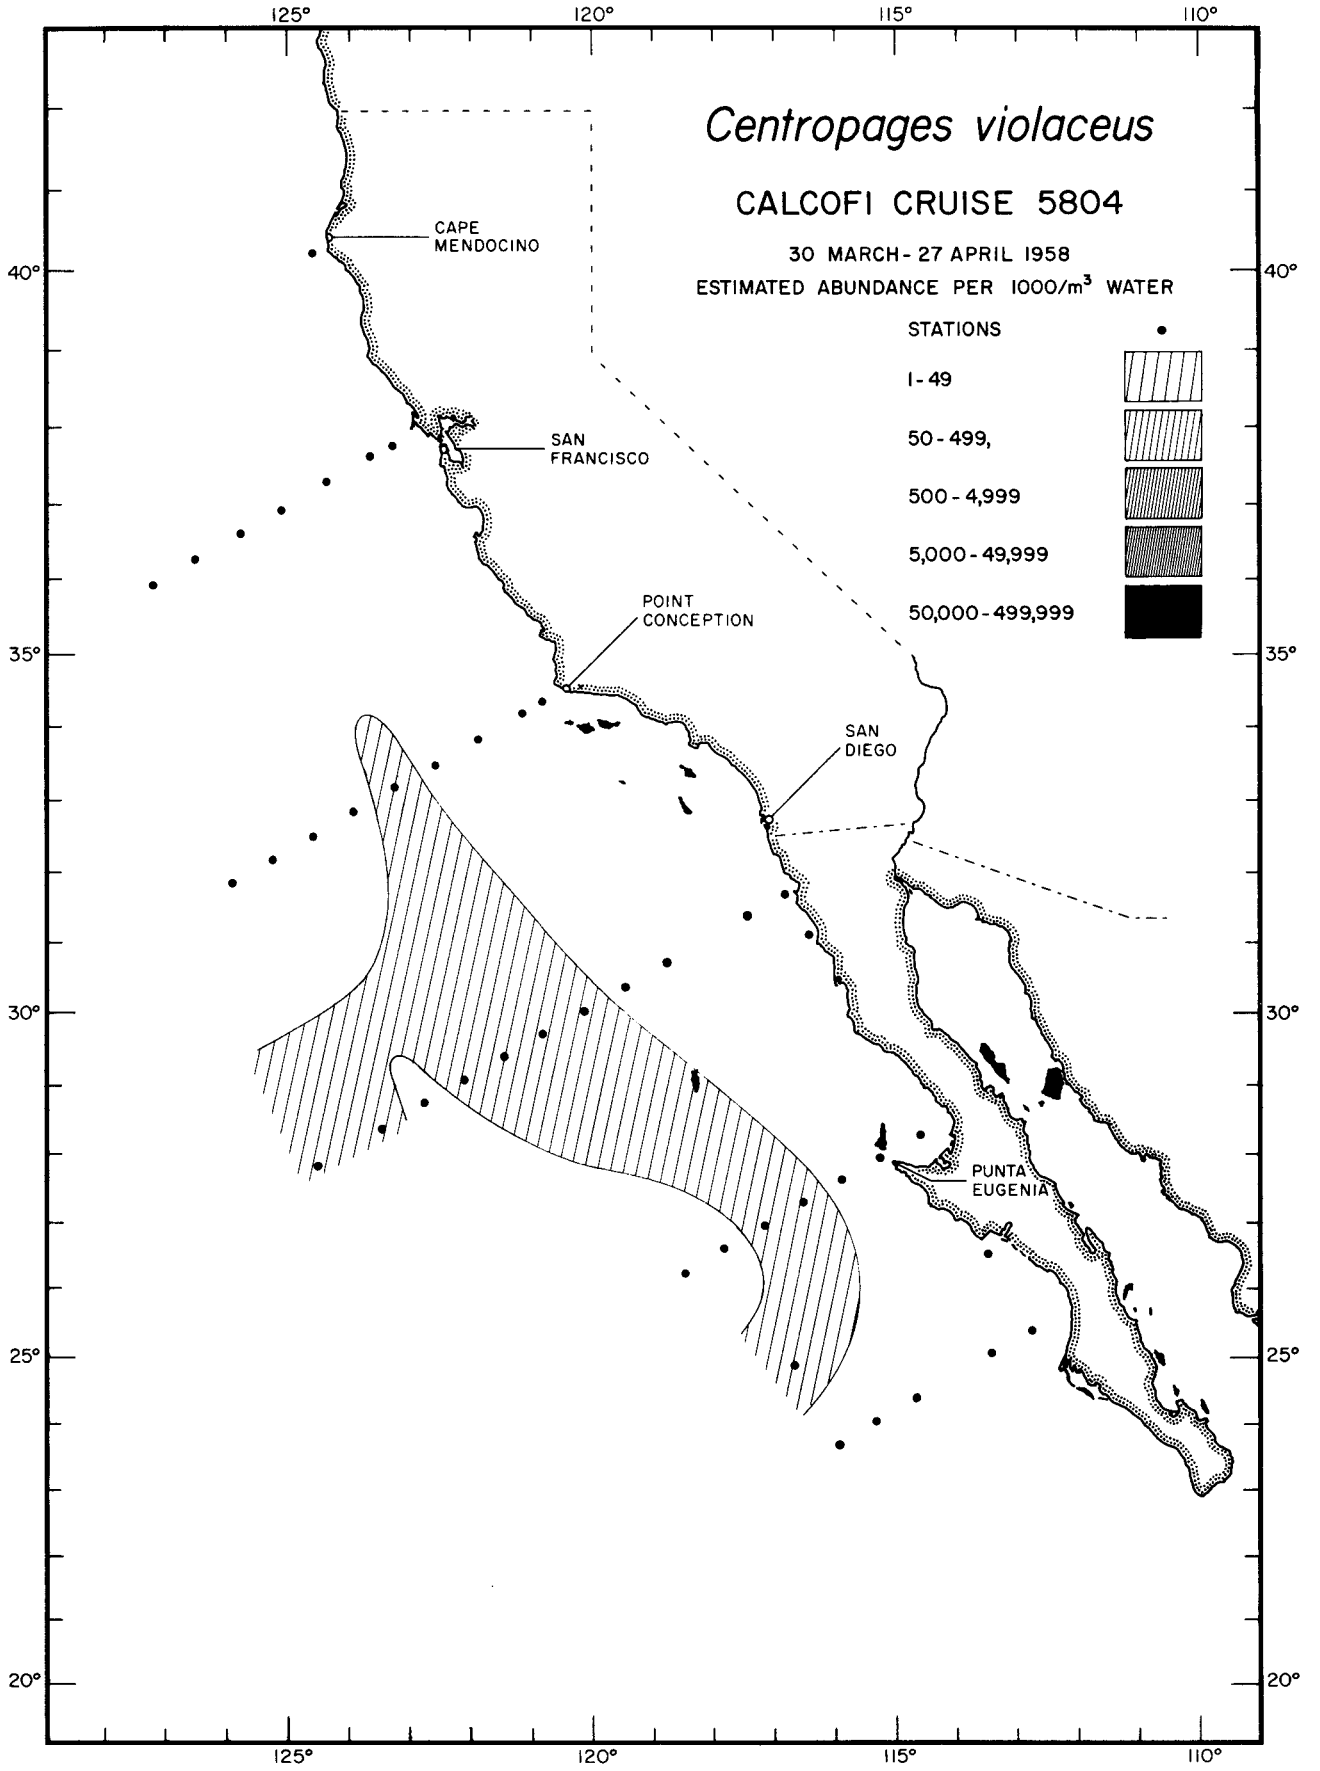 125° 120° 115° 110°
Centropages violaceus
CALCOFI CRUISE 5804
30 MARCH - 27 APRIL 1958
ESTIMATED ABUNDANCE PER 1000/m³ WATER
STATIONS
1-49
50-499,
500-4,999
5,000-49,999
50,000-499,999
CAPE
MENDOCINO
40° 40°
SAN
FRANCISCO
POINT
CONCEPTION
35° 35°
SAN
DIEGO
30° 30°
PUNTA
EUGENIA
25° 25°
20° 20°
125° 120° 115° 110°